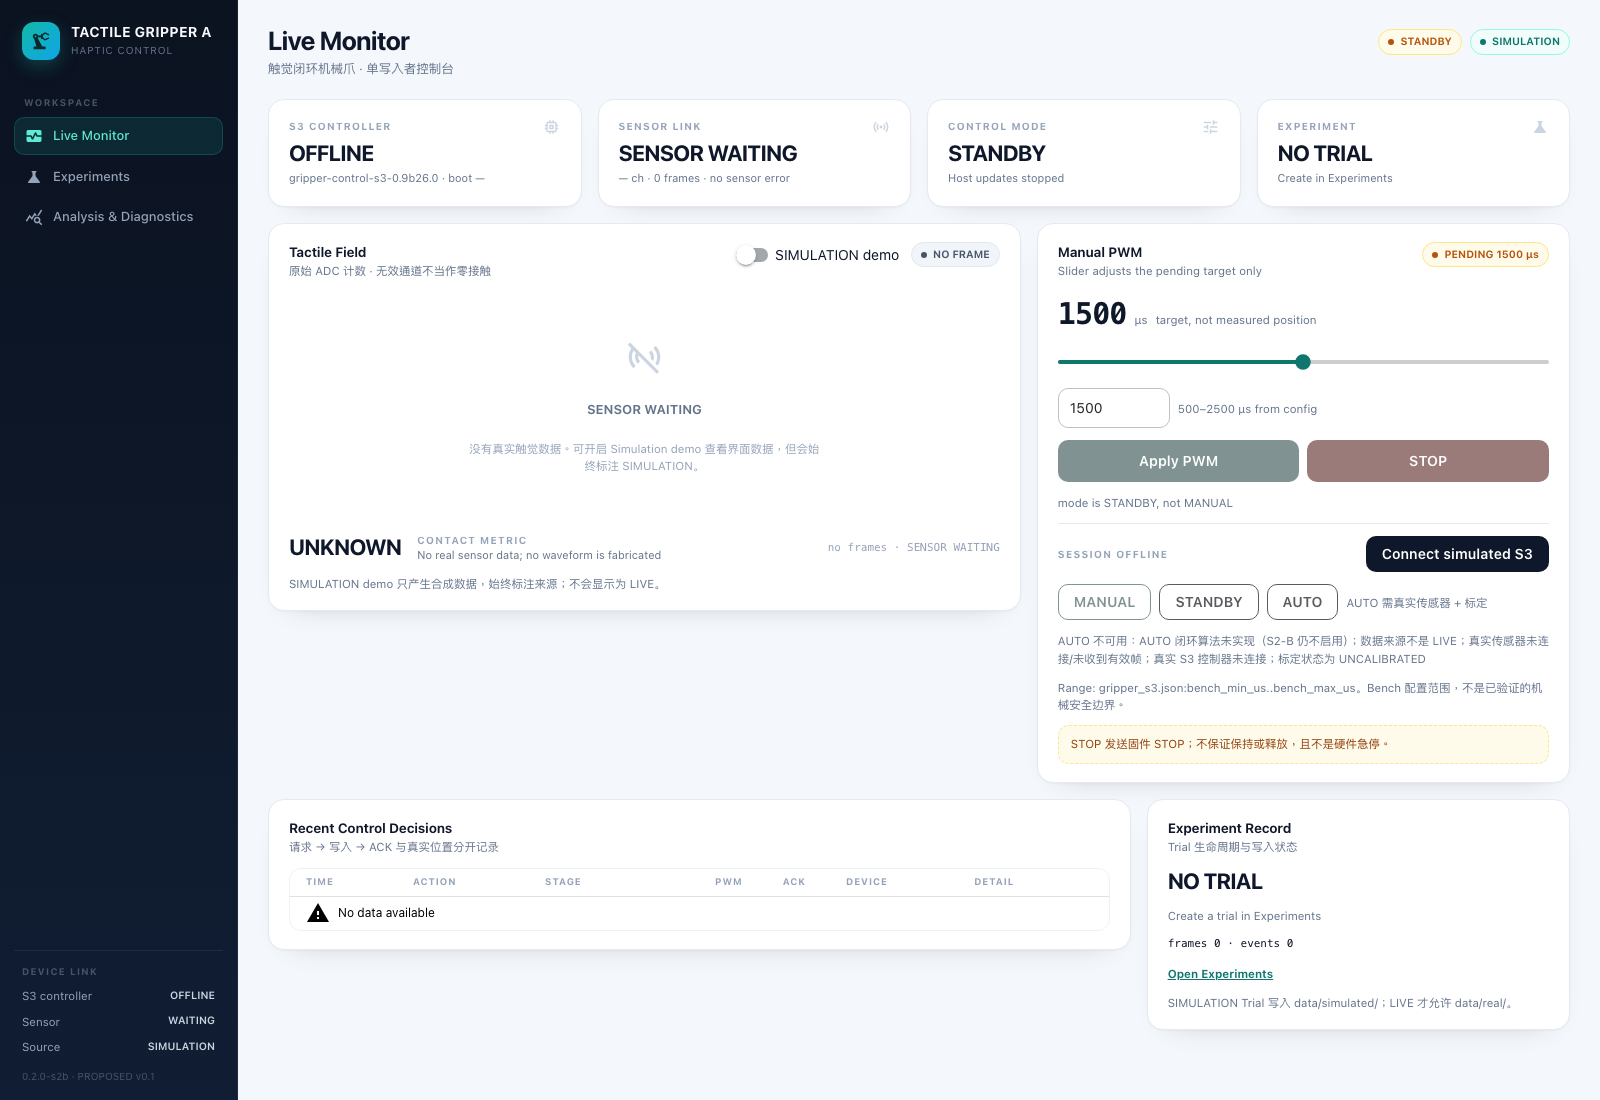 TACTILE GRIPPER A
HAPTIC CONTROL
WORKSPACE
Live Monitor
Experiments
Analysis & Diagnostics
DEVICE LINK
S3 controller OFFLINE
Sensor WAITING
Source SIMULATION
0.2.0-s2b · PROPOSED v0.1
Live Monitor
触觉闭环机械爪 · 单写入者控制台
STANDBY
SIMULATION
S3 CONTROLLER
OFFLINE
gripper-control-s3-0.9b26.0 · boot —
SENSOR LINK
SENSOR WAITING
— ch · 0 frames · no sensor error
CONTROL MODE
STANDBY
Host updates stopped
EXPERIMENT
NO TRIAL
Create in Experiments
Tactile Field
原始 ADC 计数 · 无效通道不当作零接触
SIMULATION demo
NO FRAME
SENSOR WAITING
没有真实触觉数据。可开启 Simulation demo 查看界面数据，但会始
终标注 SIMULATION。
UNKNOWN
CONTACT METRIC
No real sensor data; no waveform is fabricated
no frames · SENSOR WAITING
SIMULATION demo 只产生合成数据，始终标注来源；不会显示为 LIVE。
Manual PWM
Slider adjusts the pending target only
PENDING 1500 µs
1500 µs target, not measured position
1500
500–2500 µs from config
Apply PWM
STOP
mode is STANDBY, not MANUAL
SESSION OFFLINE
Connect simulated S3
MANUAL
STANDBY
AUTO
AUTO 需真实传感器 + 标定
AUTO 不可用：AUTO 闭环算法未实现（S2-B 仍不启用）；数据来源不是 LIVE；真实传感器未连
接/未收到有效帧；真实 S3 控制器未连接；标定状态为 UNCALIBRATED
Range: gripper_s3.json:bench_min_us..bench_max_us。Bench 配置范围，不是已验证的机
械安全边界。
STOP 发送固件 STOP；不保证保持或释放，且不是硬件急停。
Recent Control Decisions
请求 → 写入 → ACK 与真实位置分开记录
TIME ACTION STAGE PWM ACK DEVICE DETAIL
No data available
Experiment Record
Trial 生命周期与写入状态
NO TRIAL
Create a trial in Experiments
frames 0 · events 0
Open Experiments
SIMULATION Trial 写入 data/simulated/；LIVE 才允许 data/real/。